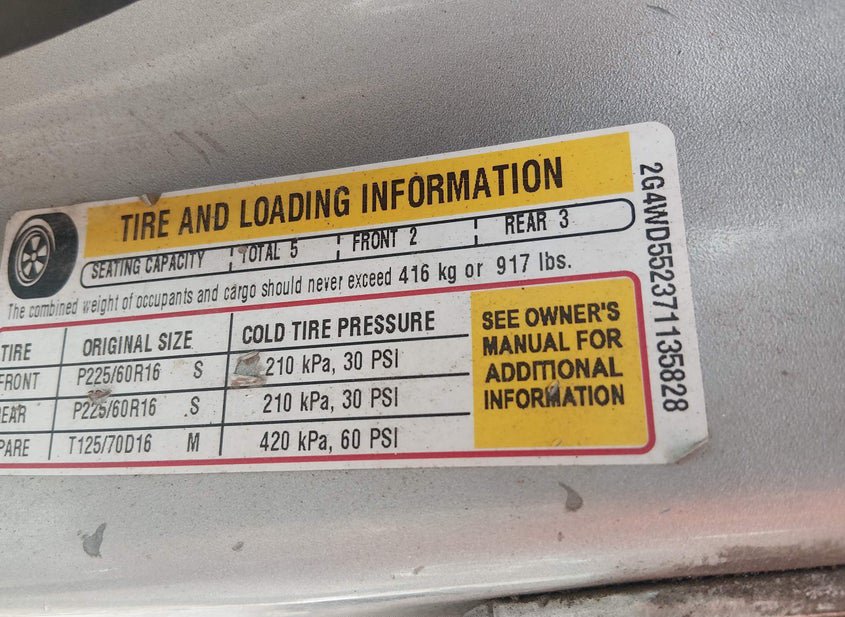 TIRE AND LOADING INFORMATION
SEATING CAPACITY TOTAL 5 FRONT 2 REAR 3
The combined weight of occupants and cargo should never exceed 416 kg or 917 lbs.
TIRE ORIGINAL SIZE COLD TIRE PRESSURE
FRONT P225/60R16 S 210 kPa, 30 PSI
EAR P225/60R16 S 210 kPa, 30 PSI
PARE T125/70D16 M 420 kPa, 60 PSI
SEE OWNER'S
MANUAL FOR
ADDITIONAL
INFORMATION
2G4WD552371135828